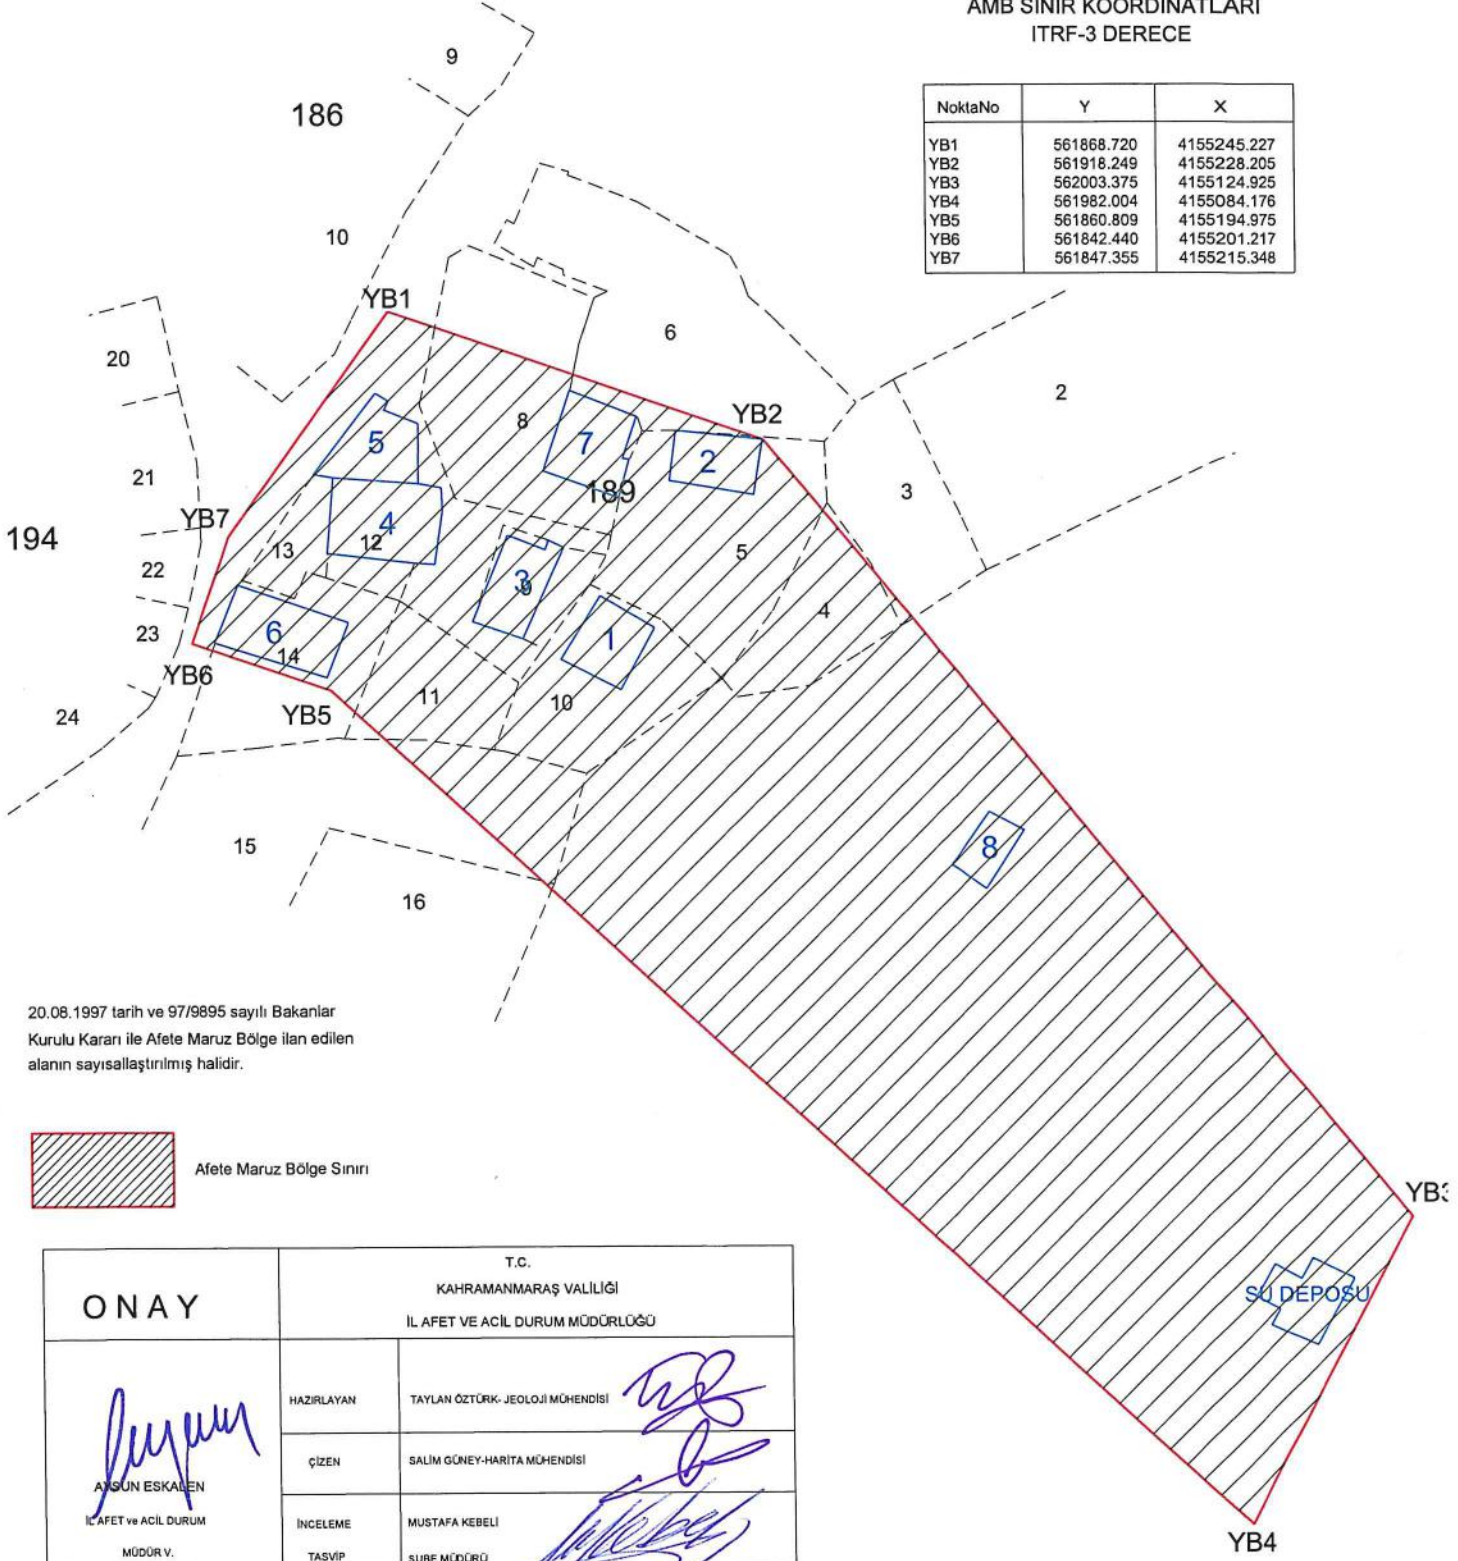 AMB SINIR KOORDİNATLARI
ITRF-3 DERECE
NoktaNo Y X
YB1 561868.720 4155245.227
YB2 561918.249 4155228.205
YB3 562003.375 4155124.925
YB4 561982.004 4155084.176
YB5 561860.809 4155194.975
YB6 561842.440 4155201.217
YB7 561847.355 4155215.348
9
186
10
YB1
6
20
2
8
YB2
5
7
2
21
3
189
YB7
4
194
12
13
5
22
3
9
4
23
6
1
14
YB6
11
10
24
YB5
15
8
16
20.08.1997 tarih ve 97/9895 sayılı Bakanlar
Kurulu Kararı ile Afete Maruz Bölge ilan edilen
alanın sayısallaştırılmış halidir.
Afete Maruz Bölge Sınırı
YB3
SU DEPOSU
YB4
ONAY
T.C.
KAHRAMANMARAŞ VALİLİĞİ
İL AFET VE ACİL DURUM MÜDÜRLÜĞÜ
HAZIRLAYAN TAYLAN ÖZTÜRK- JEOLOJİ MÜHENDİSİ
ÇİZEN SALİM GÜNEY-HARİTA MÜHENDİSİ
AYSUN ESKALEN
İL AFET ve ACİL DURUM
MÜDÜR V.
İNCELEME MUSTAFA KEBELİ
TASVİP ŞUBE MÜDÜRÜ